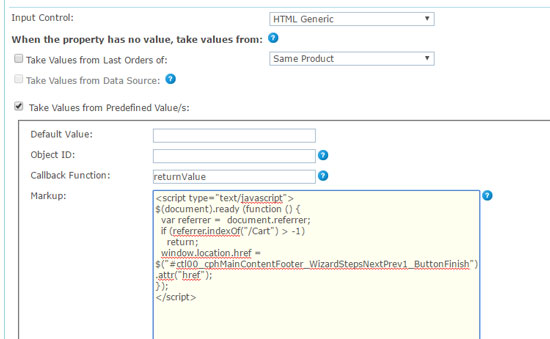 Input Control: HTML Generic
When the property has no value, take values from: ?
Take Values from Last Orders of: Same Product
Take Values from Data Source: ?
Take Values from Predefined Value/s:
Default Value:
Object ID: ?
Callback Function: returnValue ?
Markup: ?
<script type="text/javascript">
$(document).ready (function () {
var referrer = document.referrer;
if (referrer.indexOf("/Cart") > -1)
return;
window.location.href =
$("#ctl00_cphMainContentFooter_WizardStepsNextPrev1_ButtonFinish")
.attr("href");
});
</script>